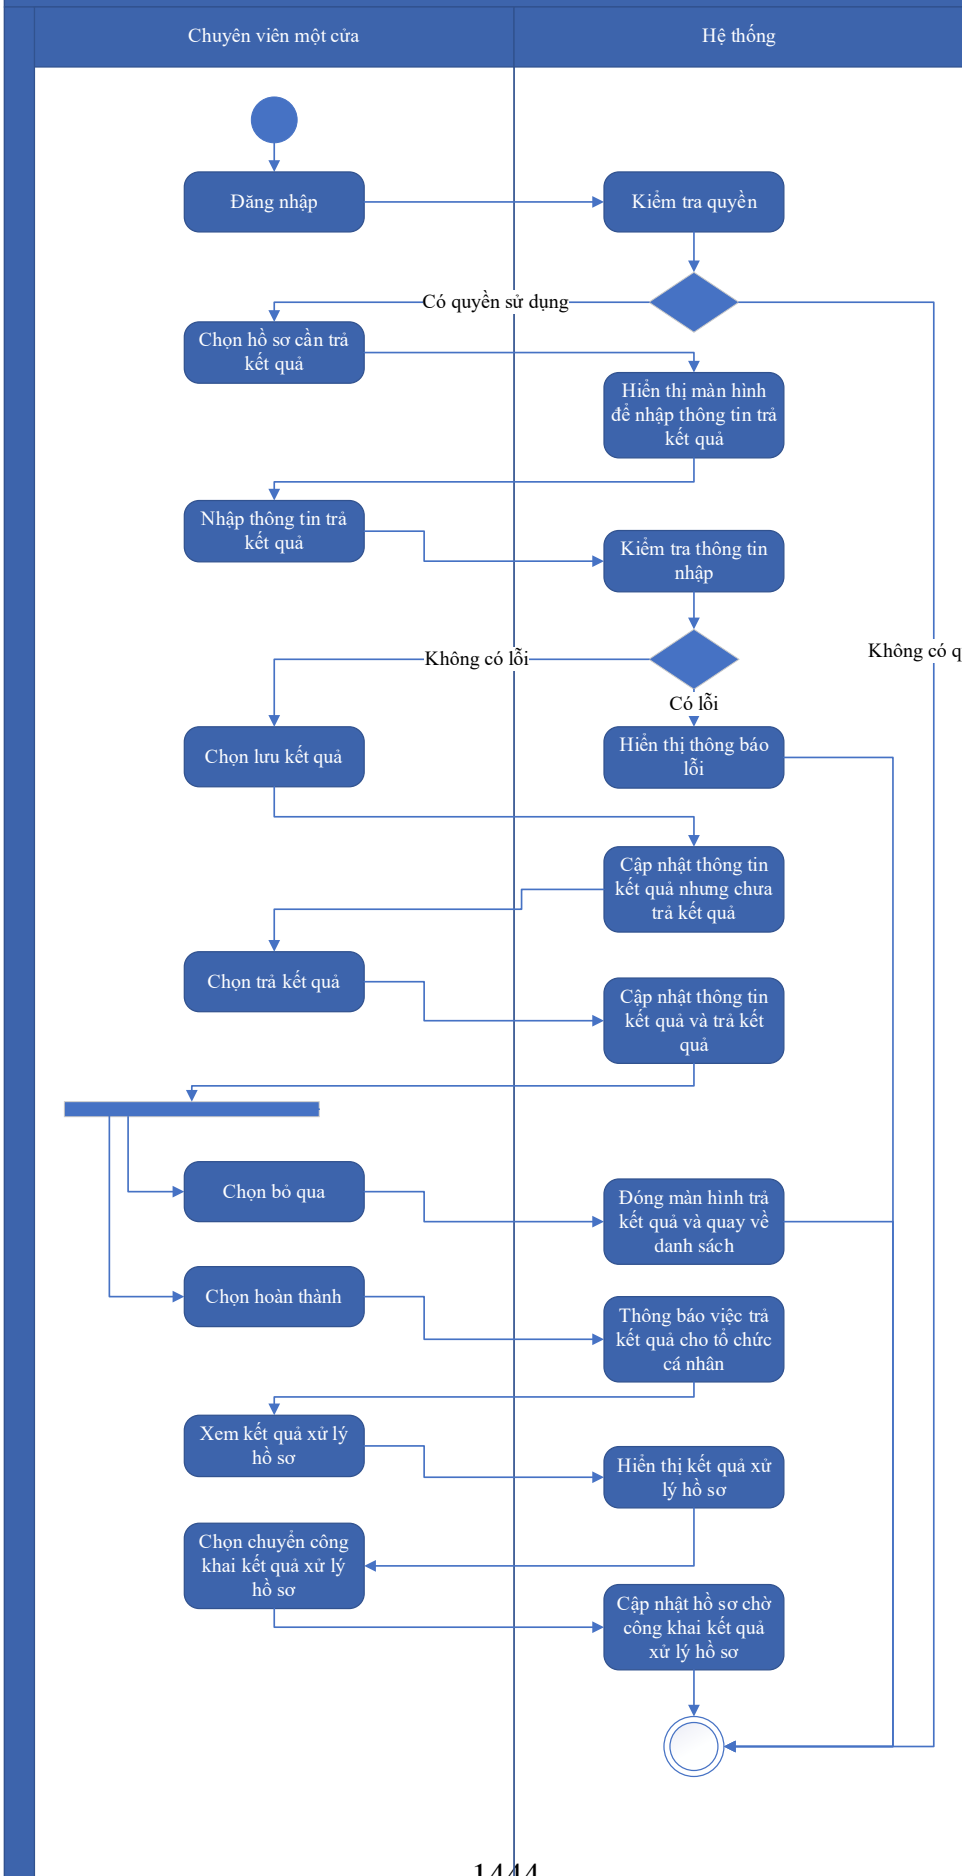 Chuyên viên một cửa
Hệ thống
Đăng nhập
Kiểm tra quyền
Có quyền sử dụng
Chọn hồ sơ cần trả
kết quả
Hiển thị màn hình
để nhập thông tin trả
kết quả
Nhập thông tin trả
kết quả
Kiểm tra thông tin
nhập
Không có q
Không có lỗi
Có lỗi
Chọn lưu kết quả
Hiển thị thông báo
lỗi
Cập nhật thông tin
kết quả nhưng chưa
trả kết quả
Chọn trả kết quả
Cập nhật thông tin
kết quả và trả kết
quả
Chọn bỏ qua
Đóng màn hình trả
kết quả và quay về
danh sách
Chọn hoàn thành
Thông báo việc trả
kết quả cho tổ chức
cá nhân
Xem kết quả xử lý
hồ sơ
Hiển thị kết quả xử
lý hồ sơ
Chọn chuyển công
khai kết quả xử lý
hồ sơ
Cập nhật hồ sơ chờ
công khai kết quả
xử lý hồ sơ
1444